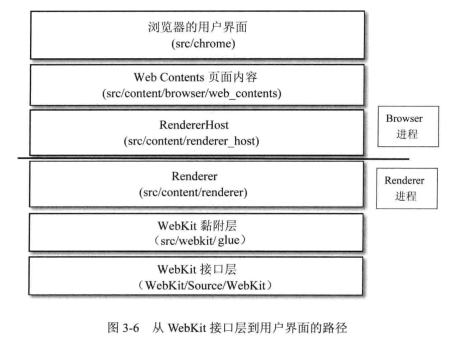 浏览器的用户界面
(src/chrome)
Web Contents 页面内容
(src/content/browser/web_contents)
RendererHost
(src/content/renderer_host)
Browser
进程
Renderer
(src/content/renderer)
Renderer
进程
WebKit 黏附层
（src/webkit/glue）
WebKit 接口层
（WebKit/Source/WebKit）
图 3-6 从 WebKit 接口层到用户界面的路径